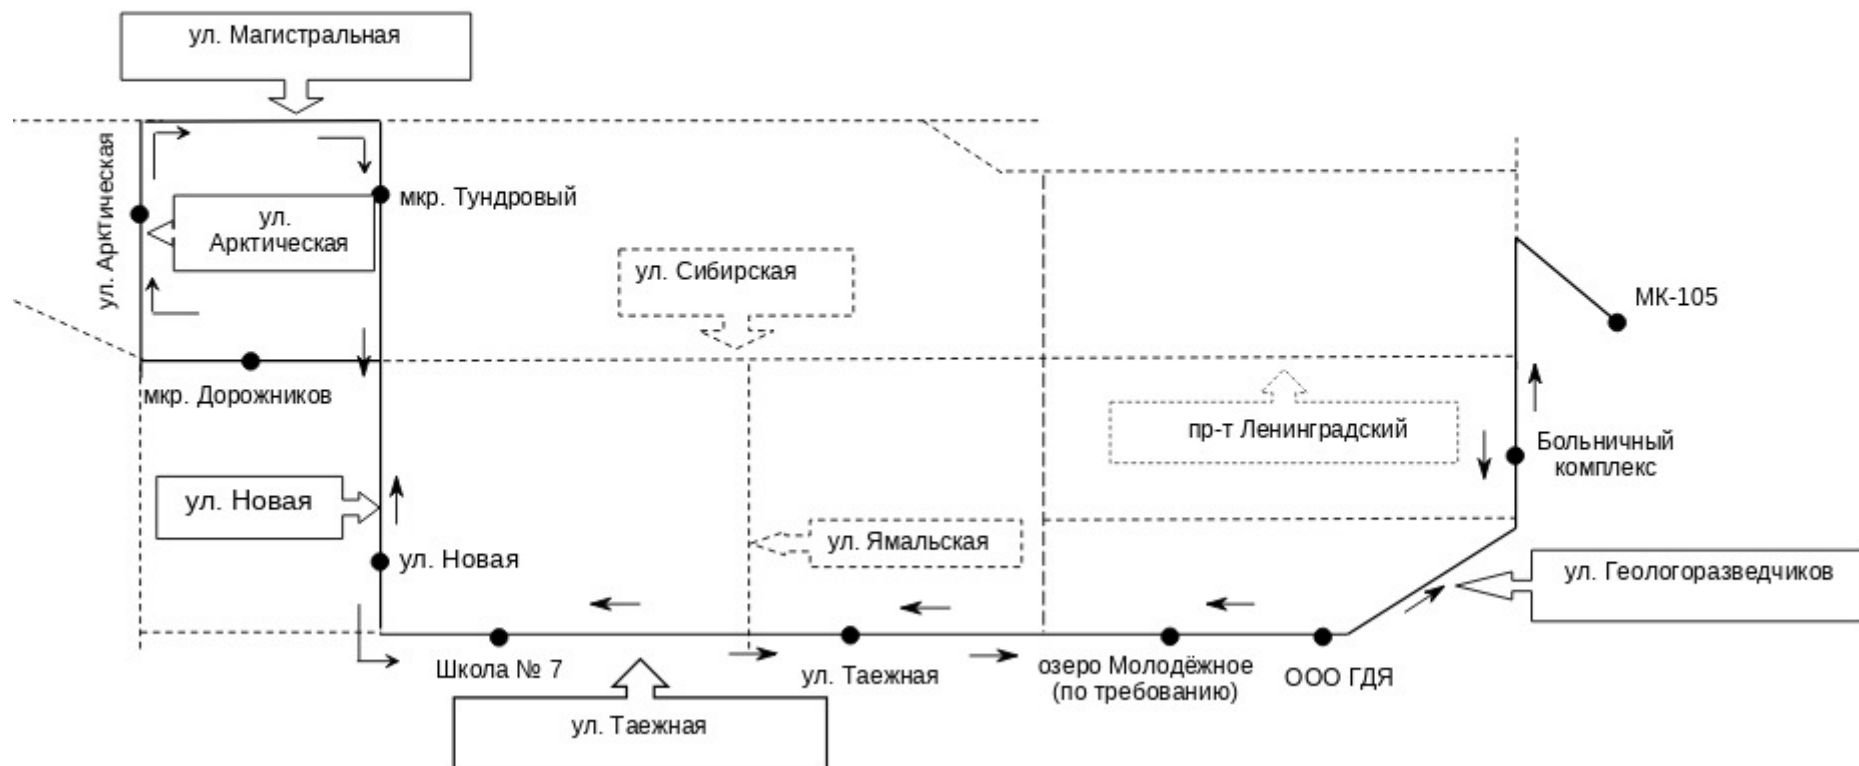 ул. Магистральная
ул. Арктическая
мкр. Тундровый
ул.
Арктическая
ул. Сибирская
МК-105
мкр. Дорожников
пр-т Ленинградский
Больничный
комплекс
ул. Новая
ул. Новая
ул. Ямальская
ул. Геологоразведчиков
Школа № 7
ул. Таежная
озеро Молодёжное
(по требованию)
ООО ГДЯ
ул. Таежная